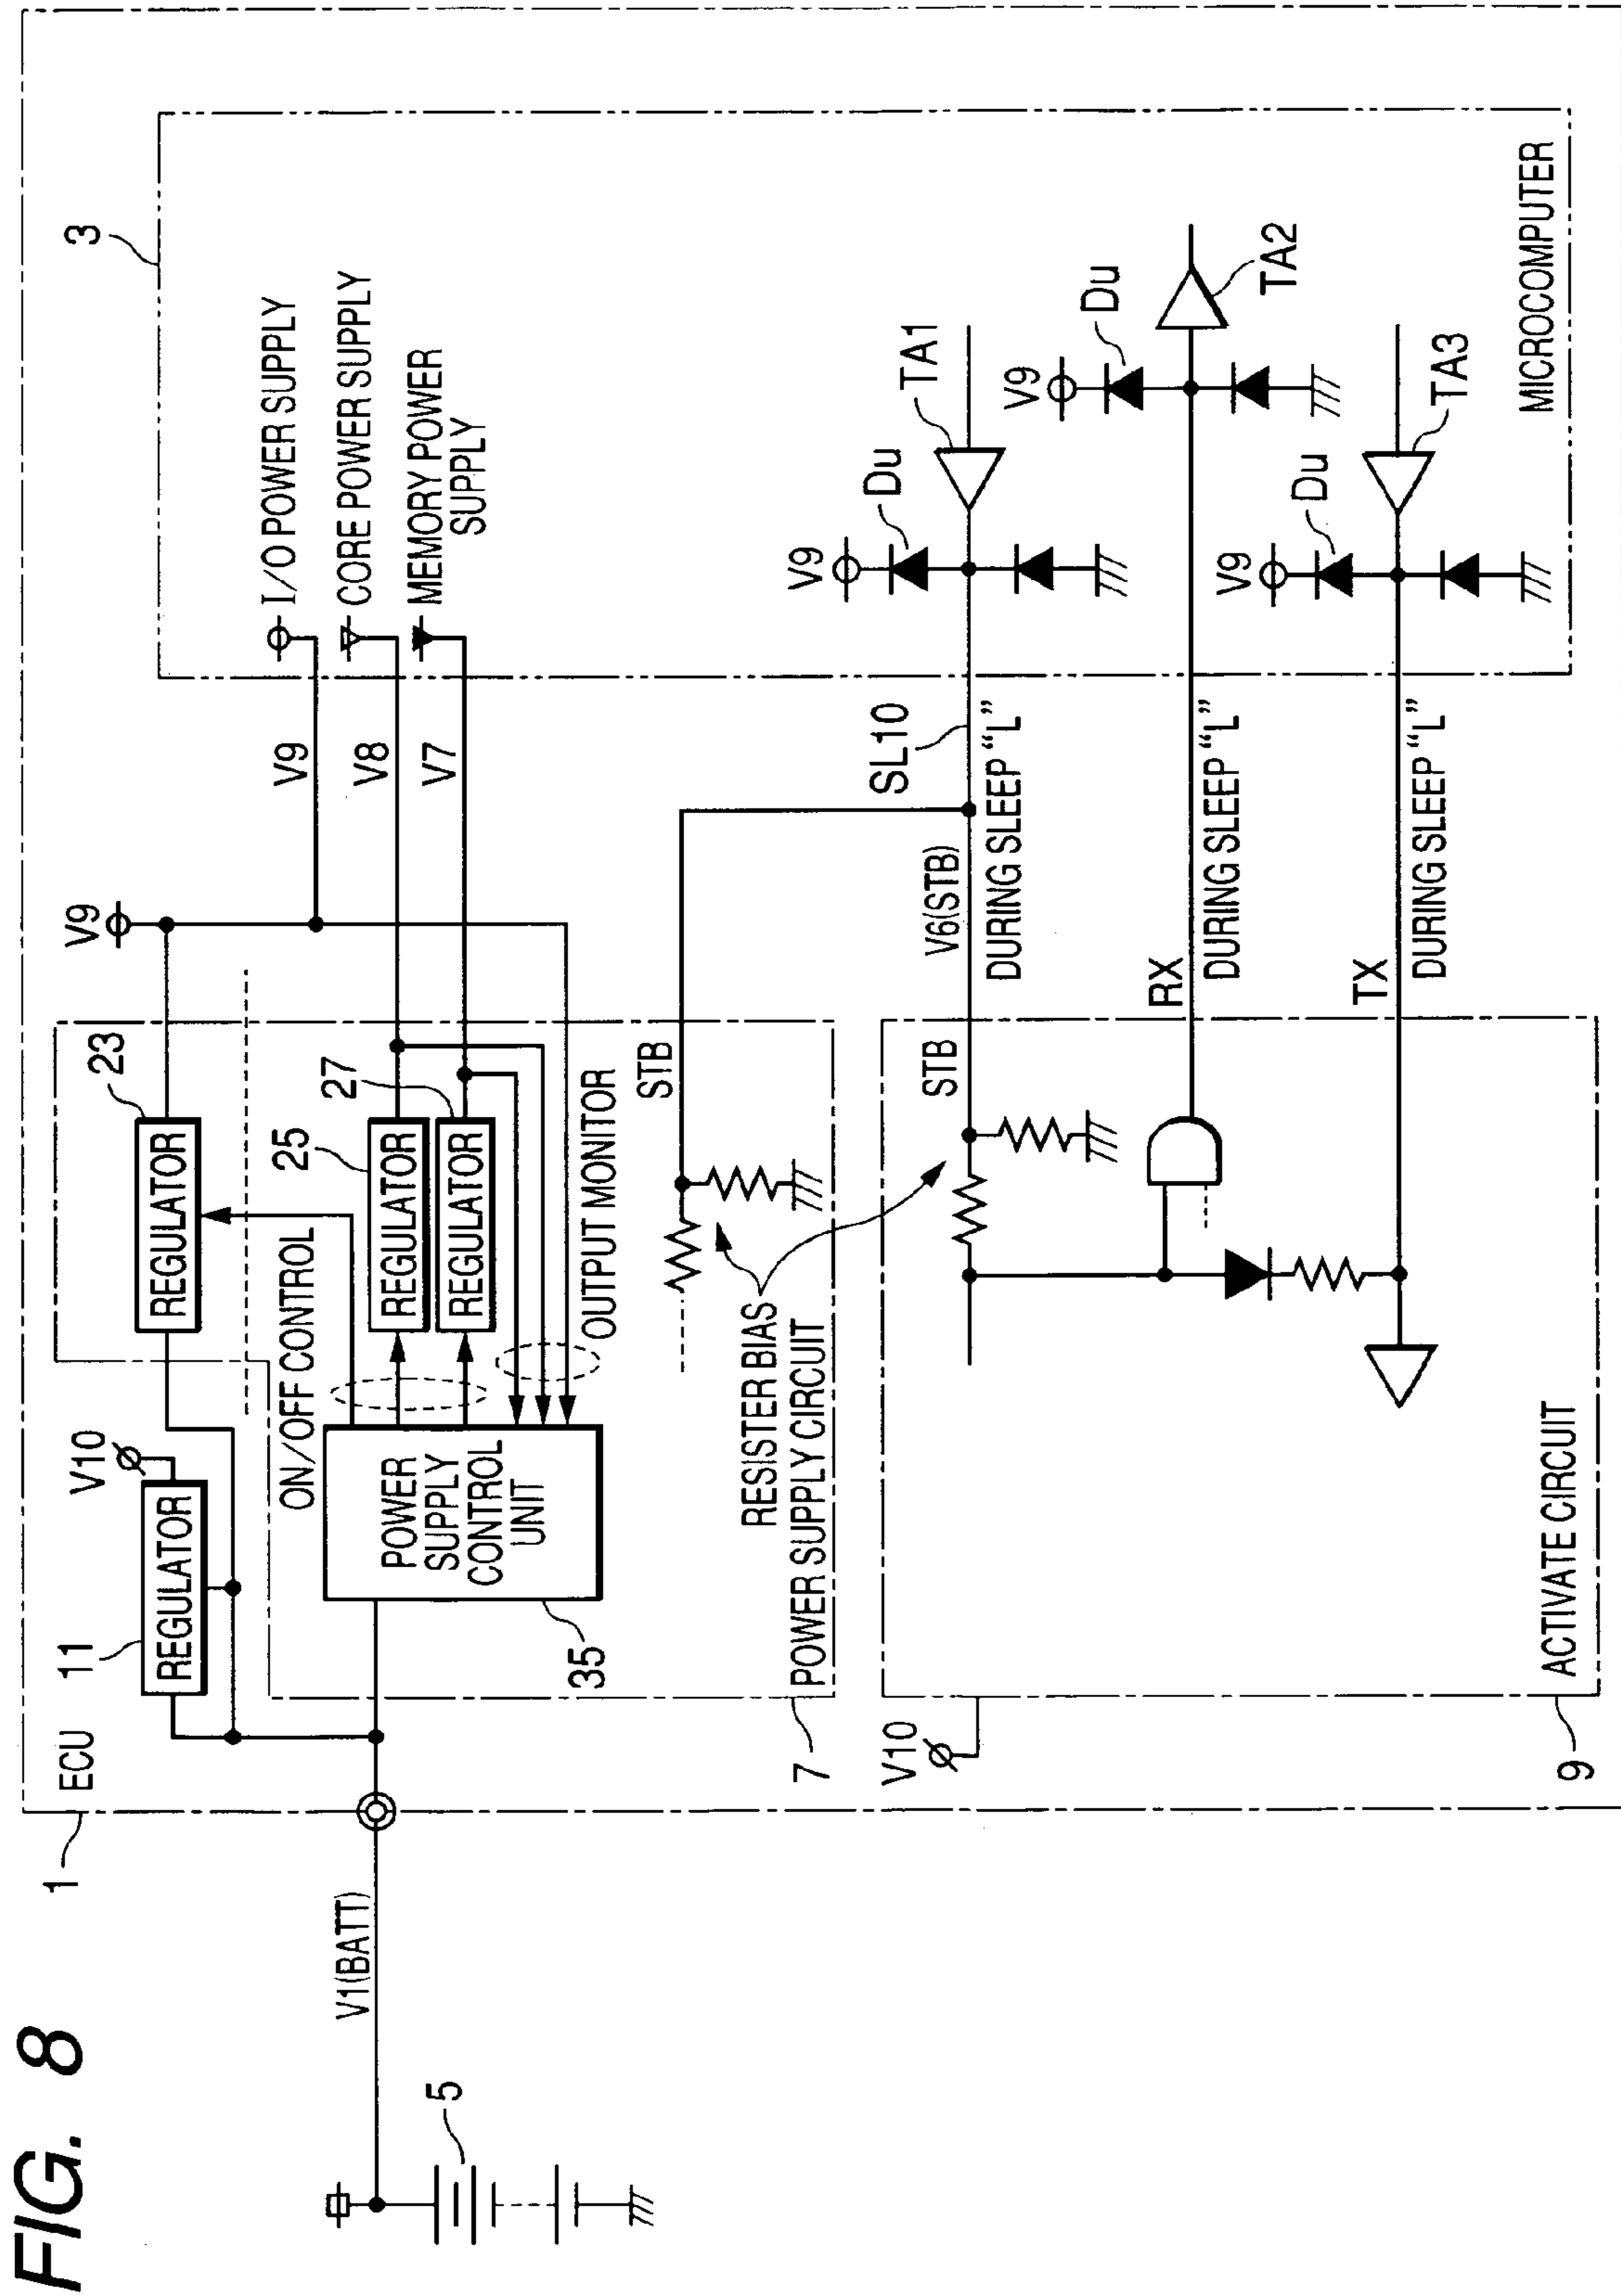 FIG. 8
1
ECU
11
REGULATOR
V10
23
REGULATOR
V9
3
V1(BATT)
5
ON/OFF CONTROL
POWER
SUPPLY
CONTROL
UNIT
35
25
REGULATOR
27
REGULATOR
OUTPUT MONITOR
V9
V8
V7
I/O POWER SUPPLY
CORE POWER SUPPLY
MEMORY POWER
SUPPLY
STB
RESISTER BIAS
POWER SUPPLY CIRCUIT
7
V10
STB
V6(STB)
SL10
DURING SLEEP “L”
V9
Du
TA1
RX
DURING SLEEP “L”
V9
Du
TA2
TX
DURING SLEEP “L”
V9
Du
TA3
ACTIVATE CIRCUIT
9
MICROCOMPUTER